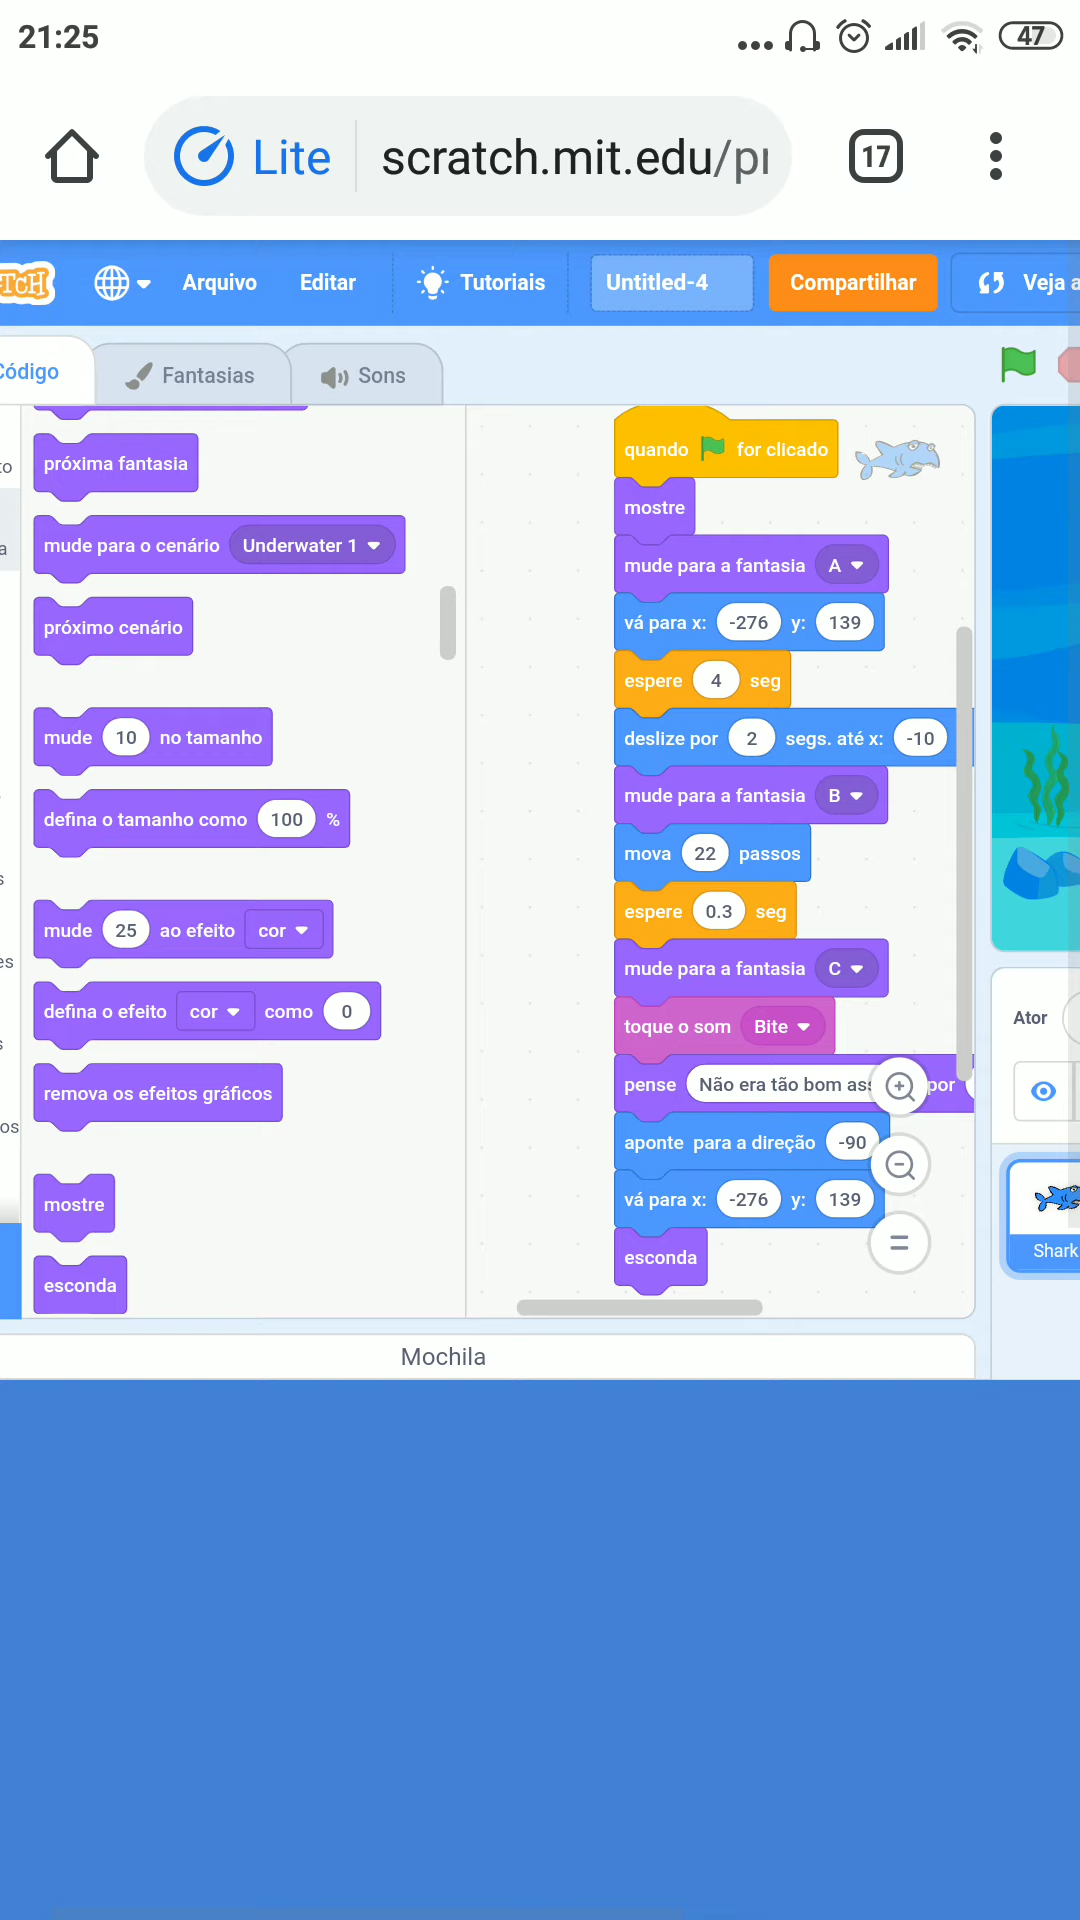 21:25
47
Lite
scratch.mit.edu/pr
17
Arquivo
Editar
Tutoriais
Untitled-4
Compartilhar
Veja a
Código
Fantasias
Sons
próxima fantasia
mude para o cenário Underwater 1
próximo cenário
mude 10 no tamanho
defina o tamanho como 100 %
mude 25 ao efeito cor
defina o efeito cor como 0
remova os efeitos gráficos
mostre
esconda
quando for clicado
mostre
mude para a fantasia A
vá para x: -276 y: 139
espere 4 seg
deslize por 2 segs. até x: -10
mude para a fantasia B
mova 22 passos
espere 0.3 seg
mude para a fantasia C
toque o som Bite
pense Não era tão bom ass por
aponte para a direção -90
vá para x: -276 y: 139
esconda
Ator
Shark
Mochila